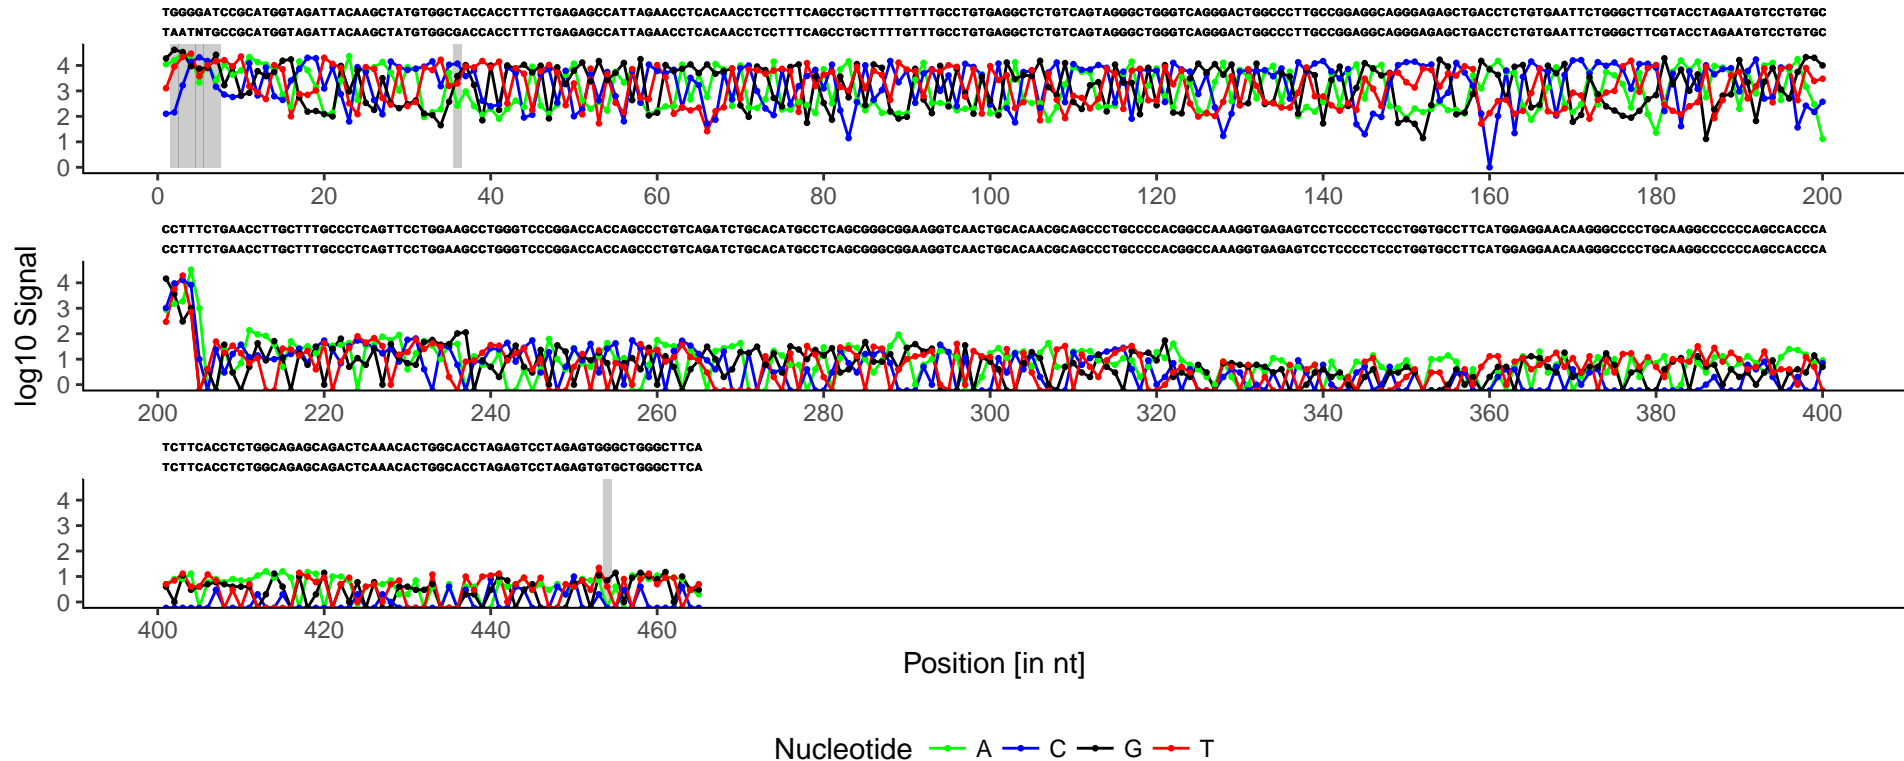 TGGGGATCCGCATGGTAGATTACAAGCTATGTGGCTACCACCTTTCTGAGAGCCATTAGAACCTCACAACCTCCTTTCAGCCTGCTTTTGTTTGCCTGTGAGGCTCTGTCAGTAGGGCTGGGTCAGGGACTGGCCCTTGCCGGAGGCAGGGAGAGCTGACCTCTGTGAATTCTGGGCTTCGTACCTAGAATGTCCTGTGC
TAATNTGCCGCATGGTAGATTACAAGCTATGTGGCGACCACCTTTCTGAGAGCCATTAGAACCTCACAACCTCCTTTCAGCCTGCTTTTGTTTGCCTGTGAGGCTCTGTCAGTAGGGCTGGGTCAGGGACTGGCCCTTGCCGGAGGCAGGGAGAGCTGACCTCTGTGAATTCTGGGCTTCGTACCTAGAATGTCCTGTGC
4
3
2
1
0
0 20 40 60 80 100 120 140 160 180 200
CCTTTCTGAACCTTGCTTTGCCCTCAGTTCCTGGAAGCCTGGGTCCCGGACCACCAGCCCTGTCAGATCTGCACATGCCTCAGCGGGCGGAAGGTCAACTGCACAACGCAGCCCTGCCCCACGGCCAAAGGTGAGAGTCCTCCCCTCCCTGGTGCCTTCATGGAGGAACAAGGGCCCCTGCAAGGCCCCCCAGCCACCCA
CCTTTCTGAACCTTGCTTTGCCCTCAGTTCCTGGAAGCCTGGGTCCCGGACCACCAGCCCTGTCAGATCTGCACATGCCTCAGCGGGCGGAAGGTCAACTGCACAACGCAGCCCTGCCCCACGGCCAAAGGTGAGAGTCCTCCCCTCCCTGGTGCCTTCATGGAGGAACAAGGGCCCCTGCAAGGCCCCCCAGCCACCCA
4
3
2
1
0
200 220 240 260 280 300 320 340 360 380 400
log10 Signal
TCTTCACCTCTGGCAGAGCAGACTCAAACACTGGCACCTAGAGTCCTAGAGTGGGCTGGGCTTCA
TCTTCACCTCTGGCAGAGCAGACTCAAACACTGGCACCTAGAGTCCTAGAGTGTGCTGGGCTTCA
4
3
2
1
0
400 420 440 460
Position [in nt]
Nucleotide A C G T